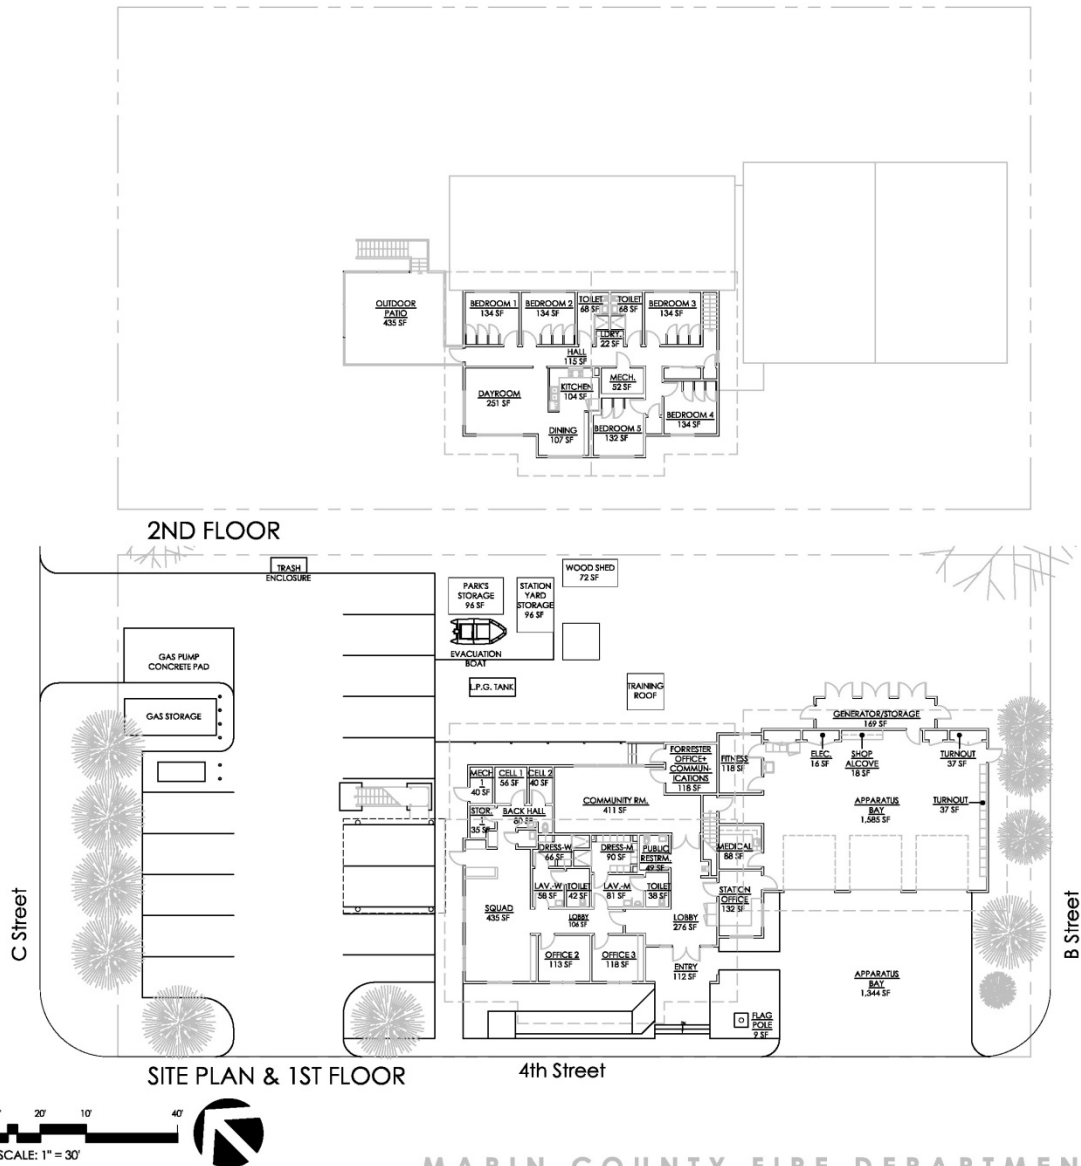 OUTDOOR
PATIO
435 SF
BEDROOM 1
134 SF
BEDROOM 2
134 SF
TOILET
68 SF
TOILET
68 SF
BEDROOM 3
134 SF
LDRY.
22 SF
HALL
115 SF
MECH.
52 SF
KITCHEN
104 SF
DAYROOM
251 SF
DINING
107 SF
BEDROOM 5
132 SF
BEDROOM 4
134 SF
2ND FLOOR
TRASH
ENCLOSURE
WOOD SHED
72 SF
PARK'S
STORAGE
96 SF
STATION
YARD
STORAGE
96 SF
EVACUATION
BOAT
GAS PUMP
CONCRETE PAD
L.P.G. TANK
TRAINING
ROOF
GAS STORAGE
GENERATOR/STORAGE
169 SF
FORRESTER
OFFICE+
COMMUN-
ICATIONS
118 SF
FITNESS
118 SF
ELEC.
16 SF
SHOP
ALCOVE
18 SF
TURNOUT
37 SF
MECH
1
40 SF
CELL 1
56 SF
CELL 2
40 SF
COMMUNITY RM.
411 SF
APPARATUS
BAY
1,585 SF
TURNOUT
37 SF
STOR.
1
35 SF
BACK HALL
DRESS-W
66 SF
DRESS-M
90 SF
PUBLIC
RESTRM.
49 SF
MEDICAL
88 SF
LAV.-W
58 SF
TOILET
42 SF
LAV.-M
81 SF
TOILET
38 SF
STATION
OFFICE
132 SF
SQUAD
435 SF
LOBBY
106 SF
LOBBY
276 SF
OFFICE 2
113 SF
OFFICE 3
118 SF
ENTRY
112 SF
APPARATUS
BAY
1,344 SF
FLAG
POLE
9 SF
C Street
B Street
4th Street
SITE PLAN & 1ST FLOOR
20' 10' 40'
SCALE: 1" = 30'
MARIN COUNTY FIRE DEPARTMEN